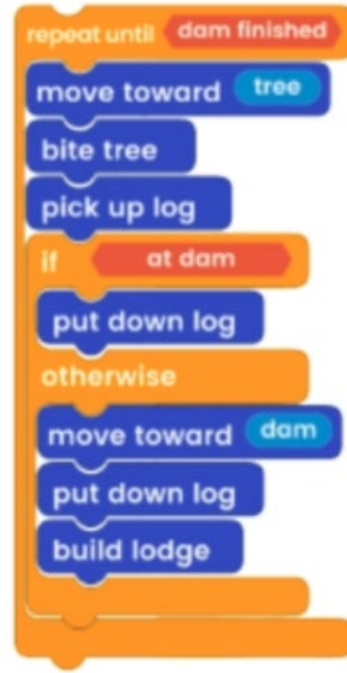 repeat until dam finished
move toward tree
bite tree
pick up log
if at dam
put down log
otherwise
move toward dam
put down log
build lodge